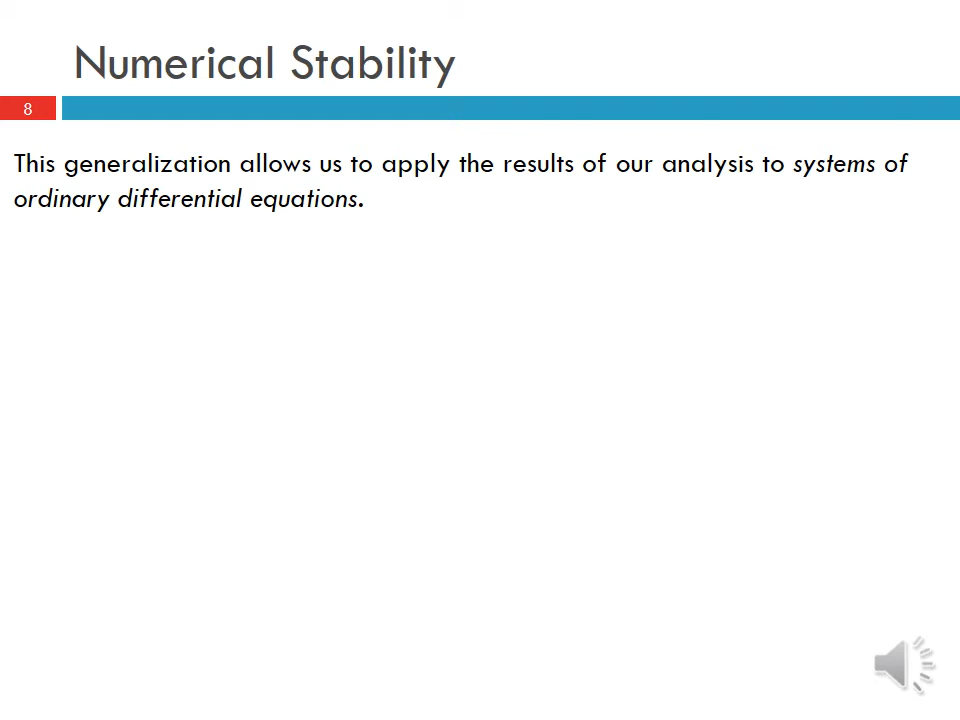 Numerical Stability
8
This generalization allows us to apply the results of our analysis to systems of
ordinary differential equations.